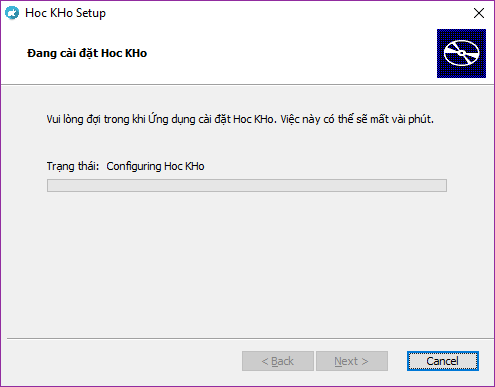 Hoc KHo Setup
Đang cài đặt Hoc KHo
Vui lòng đợi trong khi Ứng dụng cài đặt Hoc KHo. Việc này có thể sẽ mất vài phút.
Trạng thái: Configuring Hoc KHo
< Back Next > Cancel